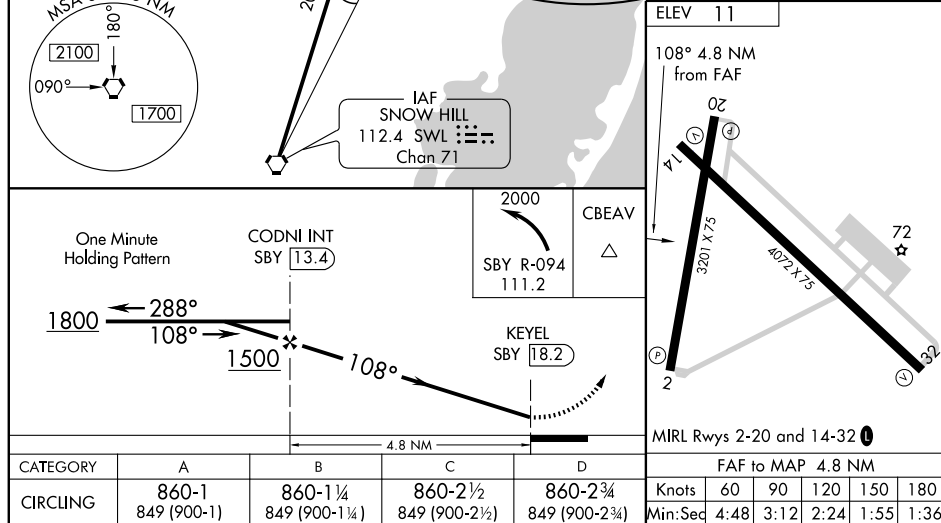 MSA
NM
180°
2100
090°
1700
IAF
SNOW HILL
112.4 SWL
Chan 71
One Minute
Holding Pattern
CODNI INT
SBY 13.4
288°
1800
108°
1500
108°
2000
SBY R-094
111.2
CBEAV
KEYEL
SBY 18.2
4.8 NM
ELEV 11
108° 4.8 NM
from FAF
20
P
V
14
3201 X 75
4072 X 75
72
P
2
V
32
MIRL Rwys 2-20 and 14-32 L
CATEGORY A B C D
CIRCLING 860-1 860-1¼ 860-2½ 860-2¾
849 (900-1) 849 (900-1¼) 849 (900-2½) 849 (900-2¾)
FAF to MAP 4.8 NM
Knots 60 90 120 150 180
Min:Sec 4:48 3:12 2:24 1:55 1:36